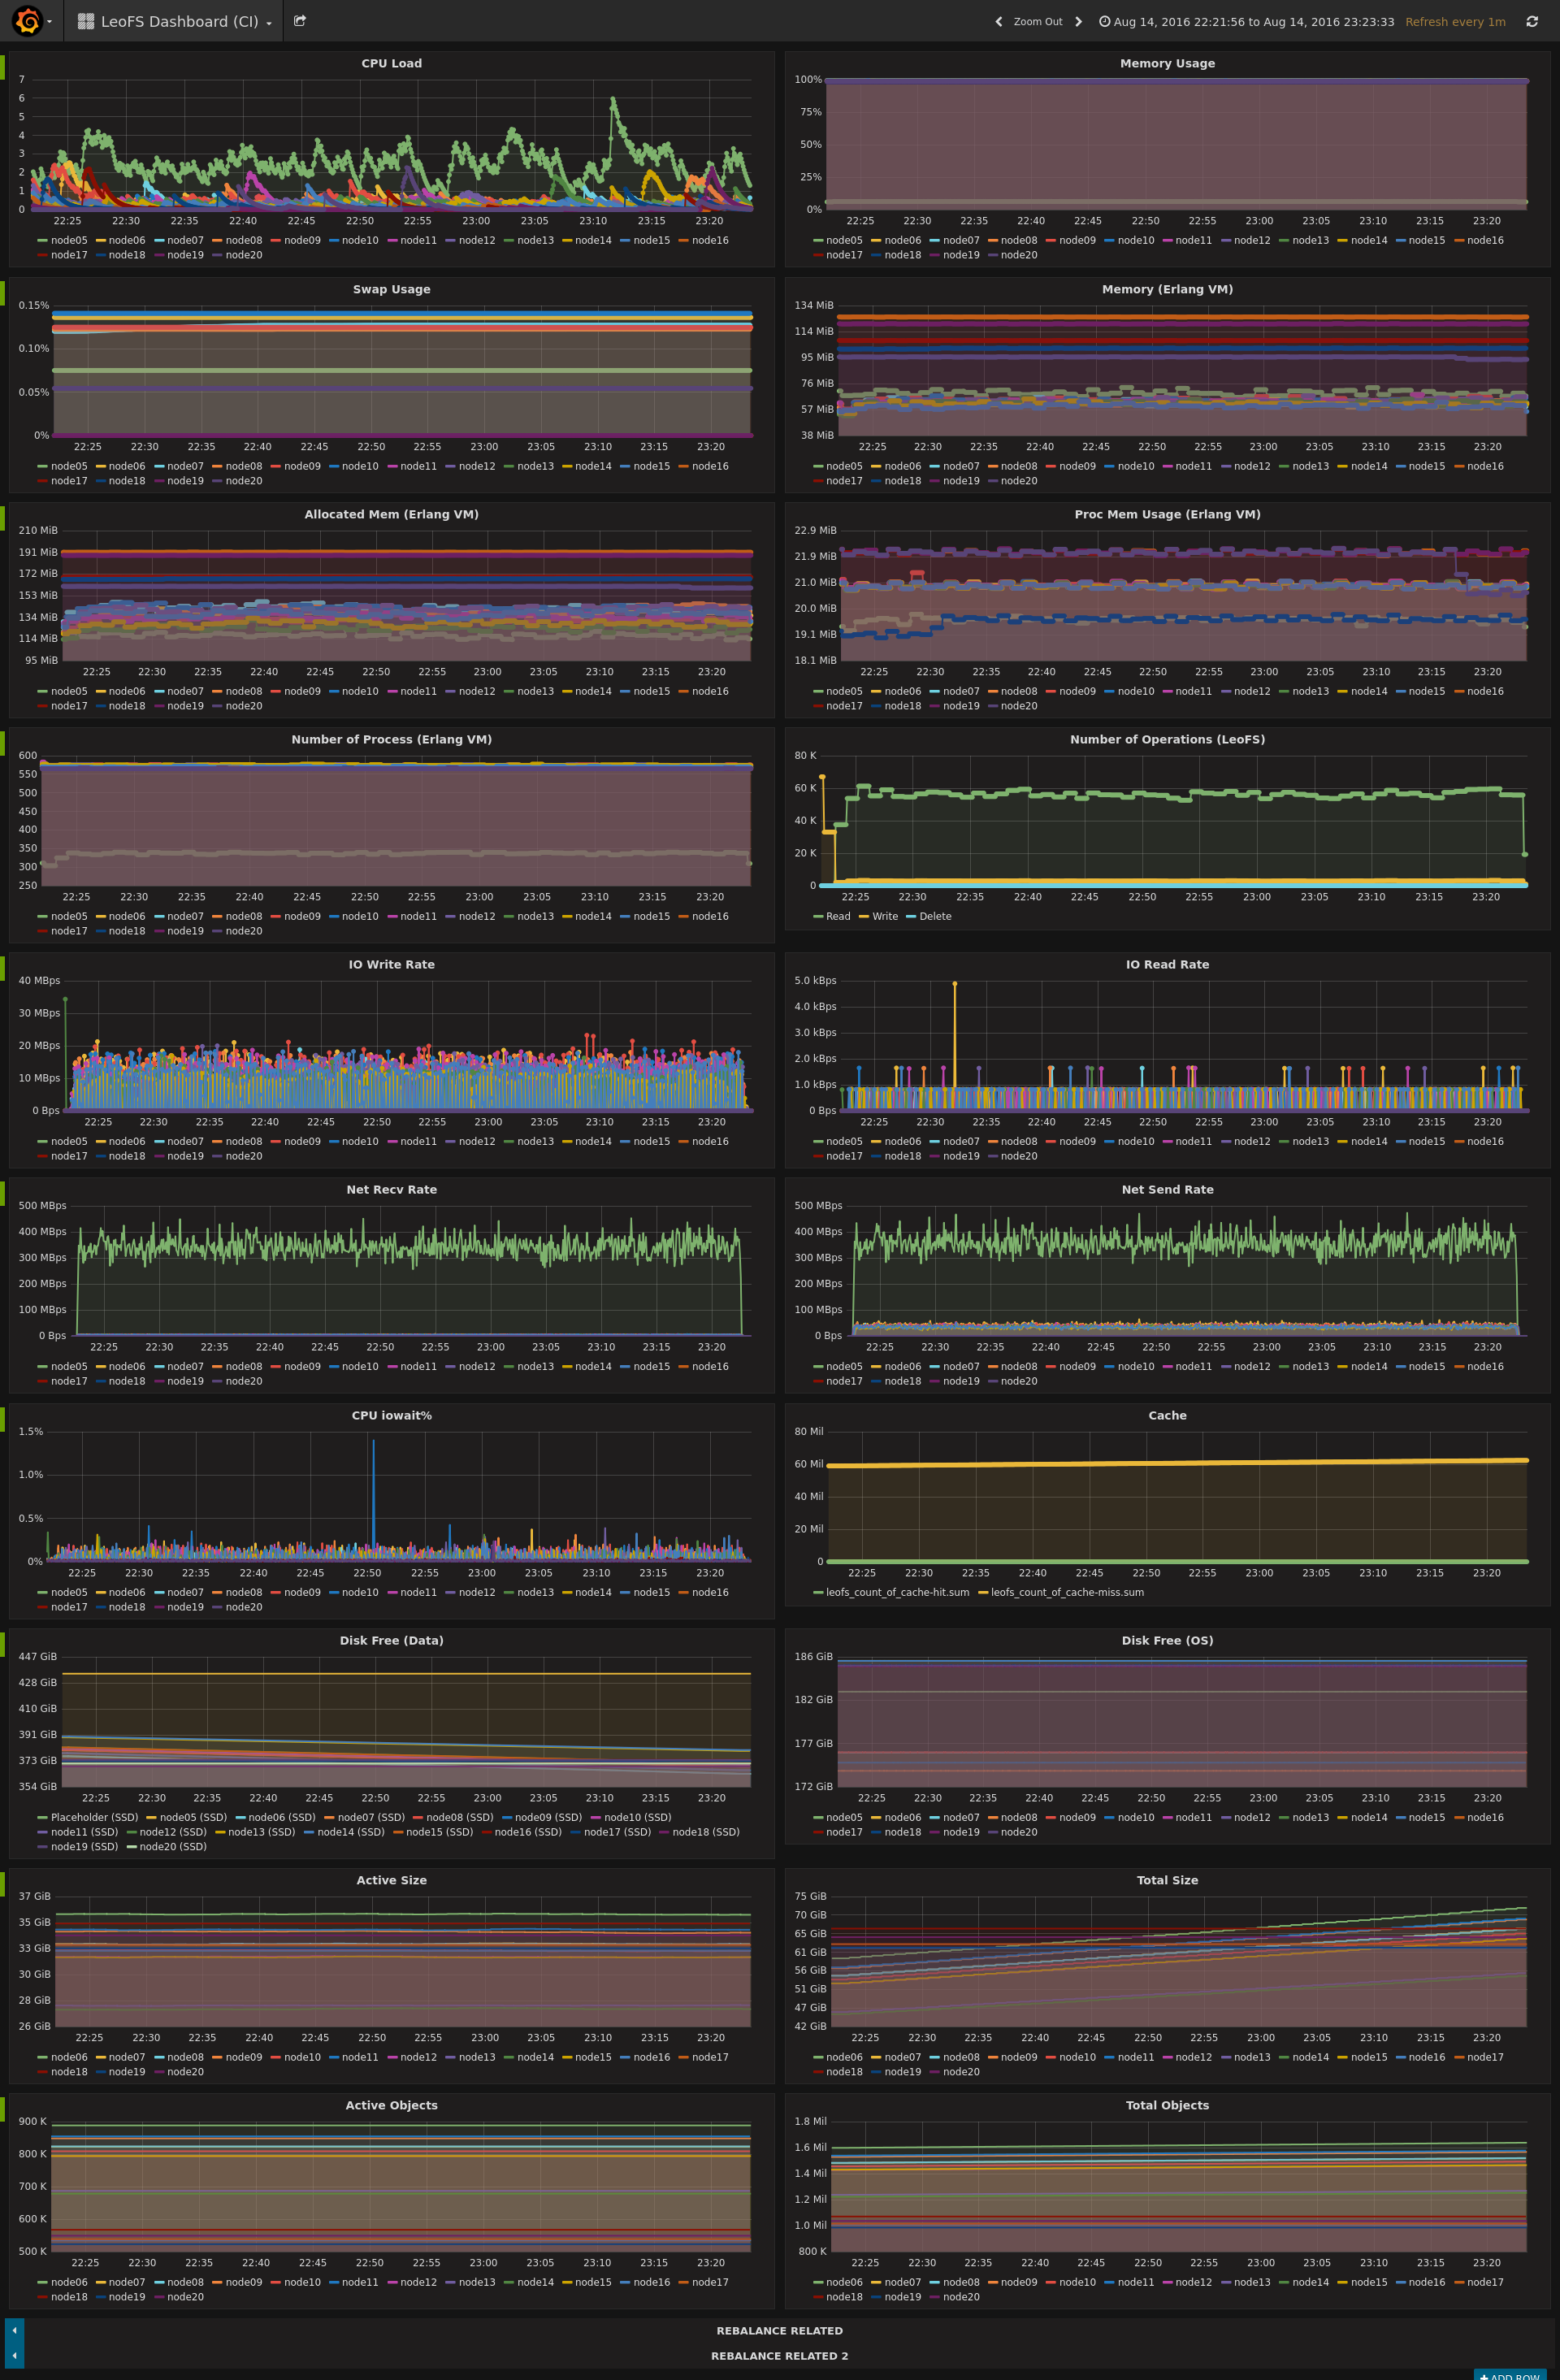 LeoFS Dashboard (CI)
Zoom Out
Aug 14, 2016 22:21:56 to Aug 14, 2016 23:23:33
Refresh every 1m
CPU Load
7
6
5
4
3
2
1
0
22:25 22:30 22:35 22:40 22:45 22:50 22:55 23:00 23:05 23:10 23:15 23:20
node05 node06 node07 node08 node09 node10 node11 node12 node13 node14 node15 node16
node17 node18 node19 node20
Memory Usage
100%
75%
50%
25%
0%
22:25 22:30 22:35 22:40 22:45 22:50 22:55 23:00 23:05 23:10 23:15 23:20
node05 node06 node07 node08 node09 node10 node11 node12 node13 node14 node15 node16
node17 node18 node19 node20
Swap Usage
0.15%
0.10%
0.05%
0%
22:25 22:30 22:35 22:40 22:45 22:50 22:55 23:00 23:05 23:10 23:15 23:20
node05 node06 node07 node08 node09 node10 node11 node12 node13 node14 node15 node16
node17 node18 node19 node20
Memory (Erlang VM)
134 MiB
114 MiB
95 MiB
76 MiB
57 MiB
38 MiB
22:25 22:30 22:35 22:40 22:45 22:50 22:55 23:00 23:05 23:10 23:15 23:20
node05 node06 node07 node08 node09 node10 node11 node12 node13 node14 node15 node16
node17 node18 node19 node20
Allocated Mem (Erlang VM)
210 MiB
191 MiB
172 MiB
153 MiB
134 MiB
114 MiB
95 MiB
22:25 22:30 22:35 22:40 22:45 22:50 22:55 23:00 23:05 23:10 23:15 23:20
node05 node06 node07 node08 node09 node10 node11 node12 node13 node14 node15 node16
node17 node18 node19 node20
Proc Mem Usage (Erlang VM)
22.9 MiB
21.9 MiB
21.0 MiB
20.0 MiB
19.1 MiB
18.1 MiB
22:25 22:30 22:35 22:40 22:45 22:50 22:55 23:00 23:05 23:10 23:15 23:20
node05 node06 node07 node08 node09 node10 node11 node12 node13 node14 node15 node16
node17 node18 node19 node20
Number of Process (Erlang VM)
600
550
500
450
400
350
300
250
22:25 22:30 22:35 22:40 22:45 22:50 22:55 23:00 23:05 23:10 23:15 23:20
node05 node06 node07 node08 node09 node10 node11 node12 node13 node14 node15 node16
node17 node18 node19 node20
Number of Operations (LeoFS)
80 K
60 K
40 K
20 K
0
22:25 22:30 22:35 22:40 22:45 22:50 22:55 23:00 23:05 23:10 23:15 23:20
Read Write Delete
IO Write Rate
40 MBps
30 MBps
20 MBps
10 MBps
0 Bps
22:25 22:30 22:35 22:40 22:45 22:50 22:55 23:00 23:05 23:10 23:15 23:20
node05 node06 node07 node08 node09 node10 node11 node12 node13 node14 node15 node16
node17 node18 node19 node20
IO Read Rate
5.0 kBps
4.0 kBps
3.0 kBps
2.0 kBps
1.0 kBps
0 Bps
22:25 22:30 22:35 22:40 22:45 22:50 22:55 23:00 23:05 23:10 23:15 23:20
node05 node06 node07 node08 node09 node10 node11 node12 node13 node14 node15 node16
node17 node18 node19 node20
Net Recv Rate
500 MBps
400 MBps
300 MBps
200 MBps
100 MBps
0 Bps
22:25 22:30 22:35 22:40 22:45 22:50 22:55 23:00 23:05 23:10 23:15 23:20
node05 node06 node07 node08 node09 node10 node11 node12 node13 node14 node15 node16
node17 node18 node19 node20
Net Send Rate
500 MBps
400 MBps
300 MBps
200 MBps
100 MBps
0 Bps
22:25 22:30 22:35 22:40 22:45 22:50 22:55 23:00 23:05 23:10 23:15 23:20
node05 node06 node07 node08 node09 node10 node11 node12 node13 node14 node15 node16
node17 node18 node19 node20
CPU iowait%
1.5%
1.0%
0.5%
0%
22:25 22:30 22:35 22:40 22:45 22:50 22:55 23:00 23:05 23:10 23:15 23:20
node05 node06 node07 node08 node09 node10 node11 node12 node13 node14 node15 node16
node17 node18 node19 node20
Cache
80 Mil
60 Mil
40 Mil
20 Mil
0
22:25 22:30 22:35 22:40 22:45 22:50 22:55 23:00 23:05 23:10 23:15 23:20
leofs_count_of_cache-hit.sum leofs_count_of_cache-miss.sum
Disk Free (Data)
447 GiB
428 GiB
410 GiB
391 GiB
373 GiB
354 GiB
22:25 22:30 22:35 22:40 22:45 22:50 22:55 23:00 23:05 23:10 23:15 23:20
Placeholder (SSD) node05 (SSD) node06 (SSD) node07 (SSD) node08 (SSD) node09 (SSD) node10 (SSD)
node11 (SSD) node12 (SSD) node13 (SSD) node14 (SSD) node15 (SSD) node16 (SSD) node17 (SSD) node18 (SSD)
node19 (SSD) node20 (SSD)
Disk Free (OS)
186 GiB
182 GiB
177 GiB
172 GiB
22:25 22:30 22:35 22:40 22:45 22:50 22:55 23:00 23:05 23:10 23:15 23:20
node05 node06 node07 node08 node09 node10 node11 node12 node13 node14 node15 node16
node17 node18 node19 node20
Active Size
37 GiB
35 GiB
33 GiB
30 GiB
28 GiB
26 GiB
22:25 22:30 22:35 22:40 22:45 22:50 22:55 23:00 23:05 23:10 23:15 23:20
node06 node07 node08 node09 node10 node11 node12 node13 node14 node15 node16 node17
node18 node19 node20
Total Size
75 GiB
70 GiB
65 GiB
61 GiB
56 GiB
51 GiB
47 GiB
42 GiB
22:25 22:30 22:35 22:40 22:45 22:50 22:55 23:00 23:05 23:10 23:15 23:20
node06 node07 node08 node09 node10 node11 node12 node13 node14 node15 node16 node17
node18 node19 node20
Active Objects
900 K
800 K
700 K
600 K
500 K
22:25 22:30 22:35 22:40 22:45 22:50 22:55 23:00 23:05 23:10 23:15 23:20
node06 node07 node08 node09 node10 node11 node12 node13 node14 node15 node16 node17
node18 node19 node20
Total Objects
1.8 Mil
1.6 Mil
1.4 Mil
1.2 Mil
1.0 Mil
800 K
22:25 22:30 22:35 22:40 22:45 22:50 22:55 23:00 23:05 23:10 23:15 23:20
node06 node07 node08 node09 node10 node11 node12 node13 node14 node15 node16 node17
node18 node19 node20
REBALANCE RELATED
REBALANCE RELATED 2
ADD ROW